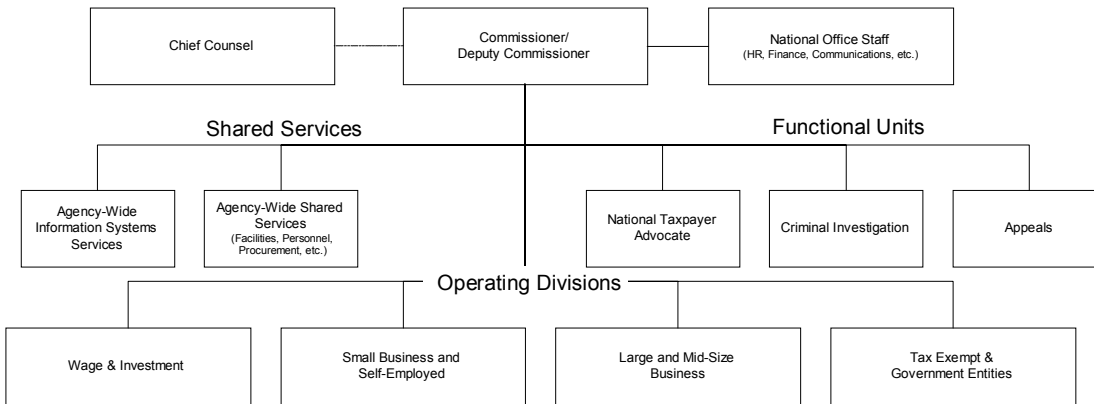 Chief Counsel
Commissioner/
Deputy Commissioner
National Office Staff
(HR, Finance, Communications, etc.)
Shared Services
Functional Units
Agency-Wide
Information Systems
Services
Agency-Wide Shared
Services
(Facilities, Personnel,
Procurement, etc.)
National Taxpayer
Advocate
Criminal Investigation
Appeals
Operating Divisions
Wage & Investment
Small Business and
Self-Employed
Large and Mid-Size
Business
Tax Exempt &
Government Entities